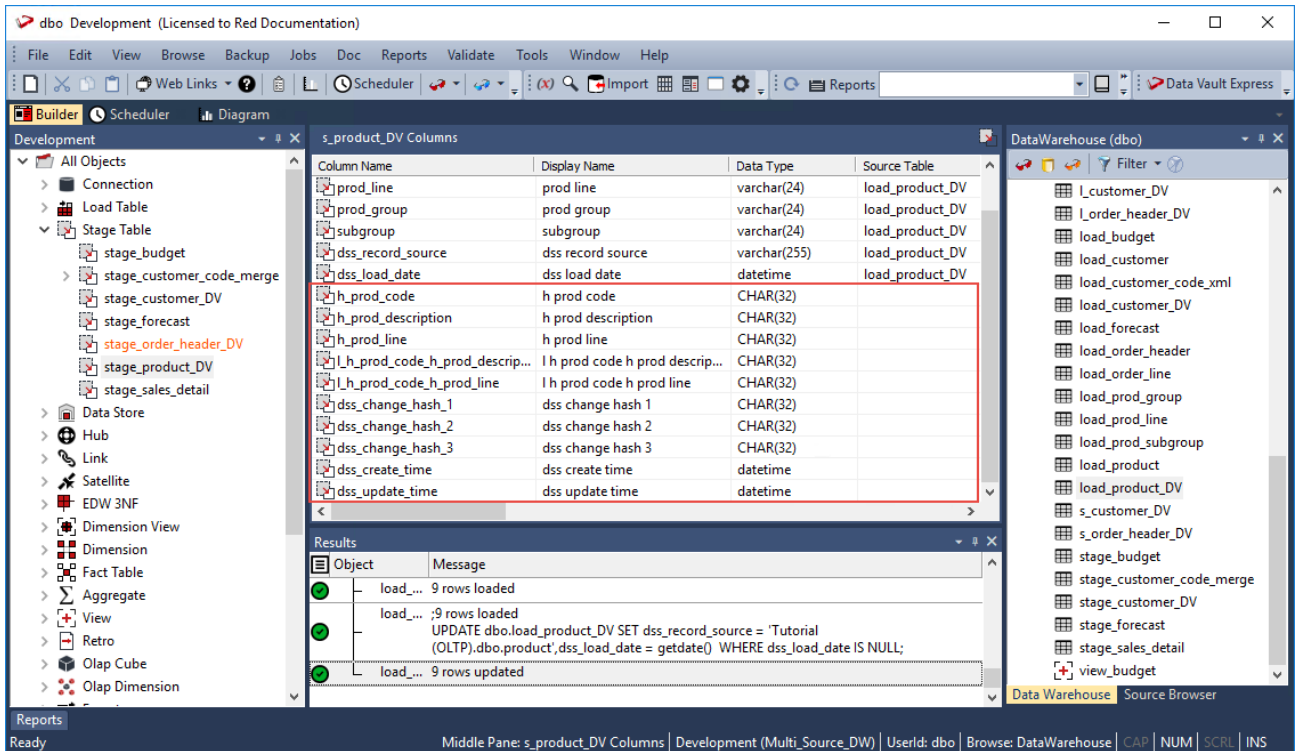 dbo Development (Licensed to Red Documentation)
File Edit View Browse Backup Jobs Doc Reports Validate Tools Window Help
Web Links Scheduler (x) Import Reports Data Vault Express
Builder Scheduler Diagram
Development
All Objects
Connection
Load Table
Stage Table
stage_budget
stage_customer_code_merge
stage_customer_DV
stage_forecast
stage_order_header_DV
stage_product_DV
stage_sales_detail
Data Store
Hub
Link
Satellite
EDW 3NF
Dimension View
Dimension
Fact Table
Aggregate
View
Retro
Olap Cube
Olap Dimension
s_product_DV Columns
Column Name Display Name Data Type Source Table
prod_line prod line varchar(24) load_product_DV
prod_group prod group varchar(24) load_product_DV
subgroup subgroup varchar(24) load_product_DV
dss_record_source dss record source varchar(255) load_product_DV
dss_load_date dss load date datetime load_product_DV
h_prod_code h prod code CHAR(32)
h_prod_description h prod description CHAR(32)
h_prod_line h prod line CHAR(32)
l_h_prod_code_h_prod_descrip... l h prod code h prod descrip... CHAR(32)
l_h_prod_code_h_prod_line l h prod code h prod line CHAR(32)
dss_change_hash_1 dss change hash 1 CHAR(32)
dss_change_hash_2 dss change hash 2 CHAR(32)
dss_change_hash_3 dss change hash 3 CHAR(32)
dss_create_time dss create time datetime
dss_update_time dss update time datetime
Results
Object Message
load_... 9 rows loaded
load_... ;9 rows loaded
UPDATE dbo.load_product_DV SET dss_record_source = 'Tutorial
(OLTP).dbo.product',dss_load_date = getdate() WHERE dss_load_date IS NULL;
load_... 9 rows updated
DataWarehouse (dbo)
Filter
l_customer_DV
l_order_header_DV
load_budget
load_customer
load_customer_code_xml
load_customer_DV
load_forecast
load_order_header
load_order_line
load_prod_group
load_prod_line
load_prod_subgroup
load_product
load_product_DV
s_customer_DV
s_order_header_DV
stage_budget
stage_customer_code_merge
stage_customer_DV
stage_forecast
stage_sales_detail
view_budget
Data Warehouse Source Browser
Reports
Ready Middle Pane: s_product_DV Columns Development (Multi_Source_DW) UserId: dbo Browse: DataWarehouse CAP NUM SCRL INS